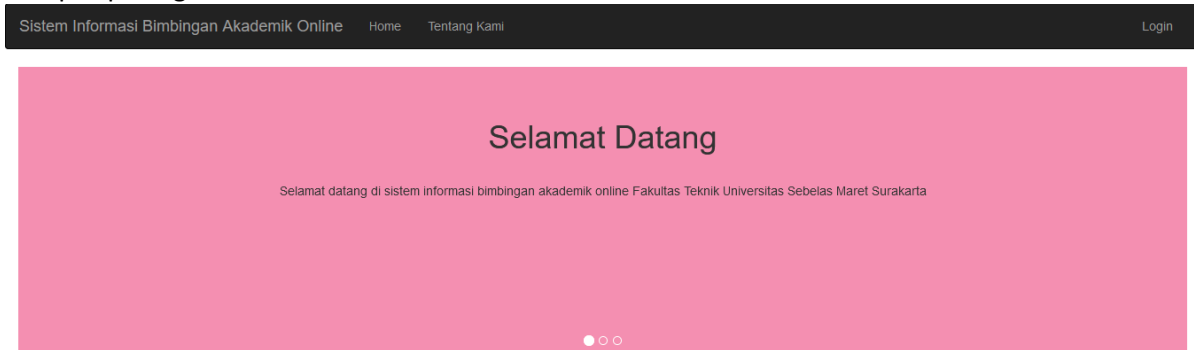 Sistem Informasi Bimbingan Akademik Online Home Tentang Kami Login
Selamat Datang
Selamat datang di sistem informasi bimbingan akademik online Fakultas Teknik Universitas Sebelas Maret Surakarta